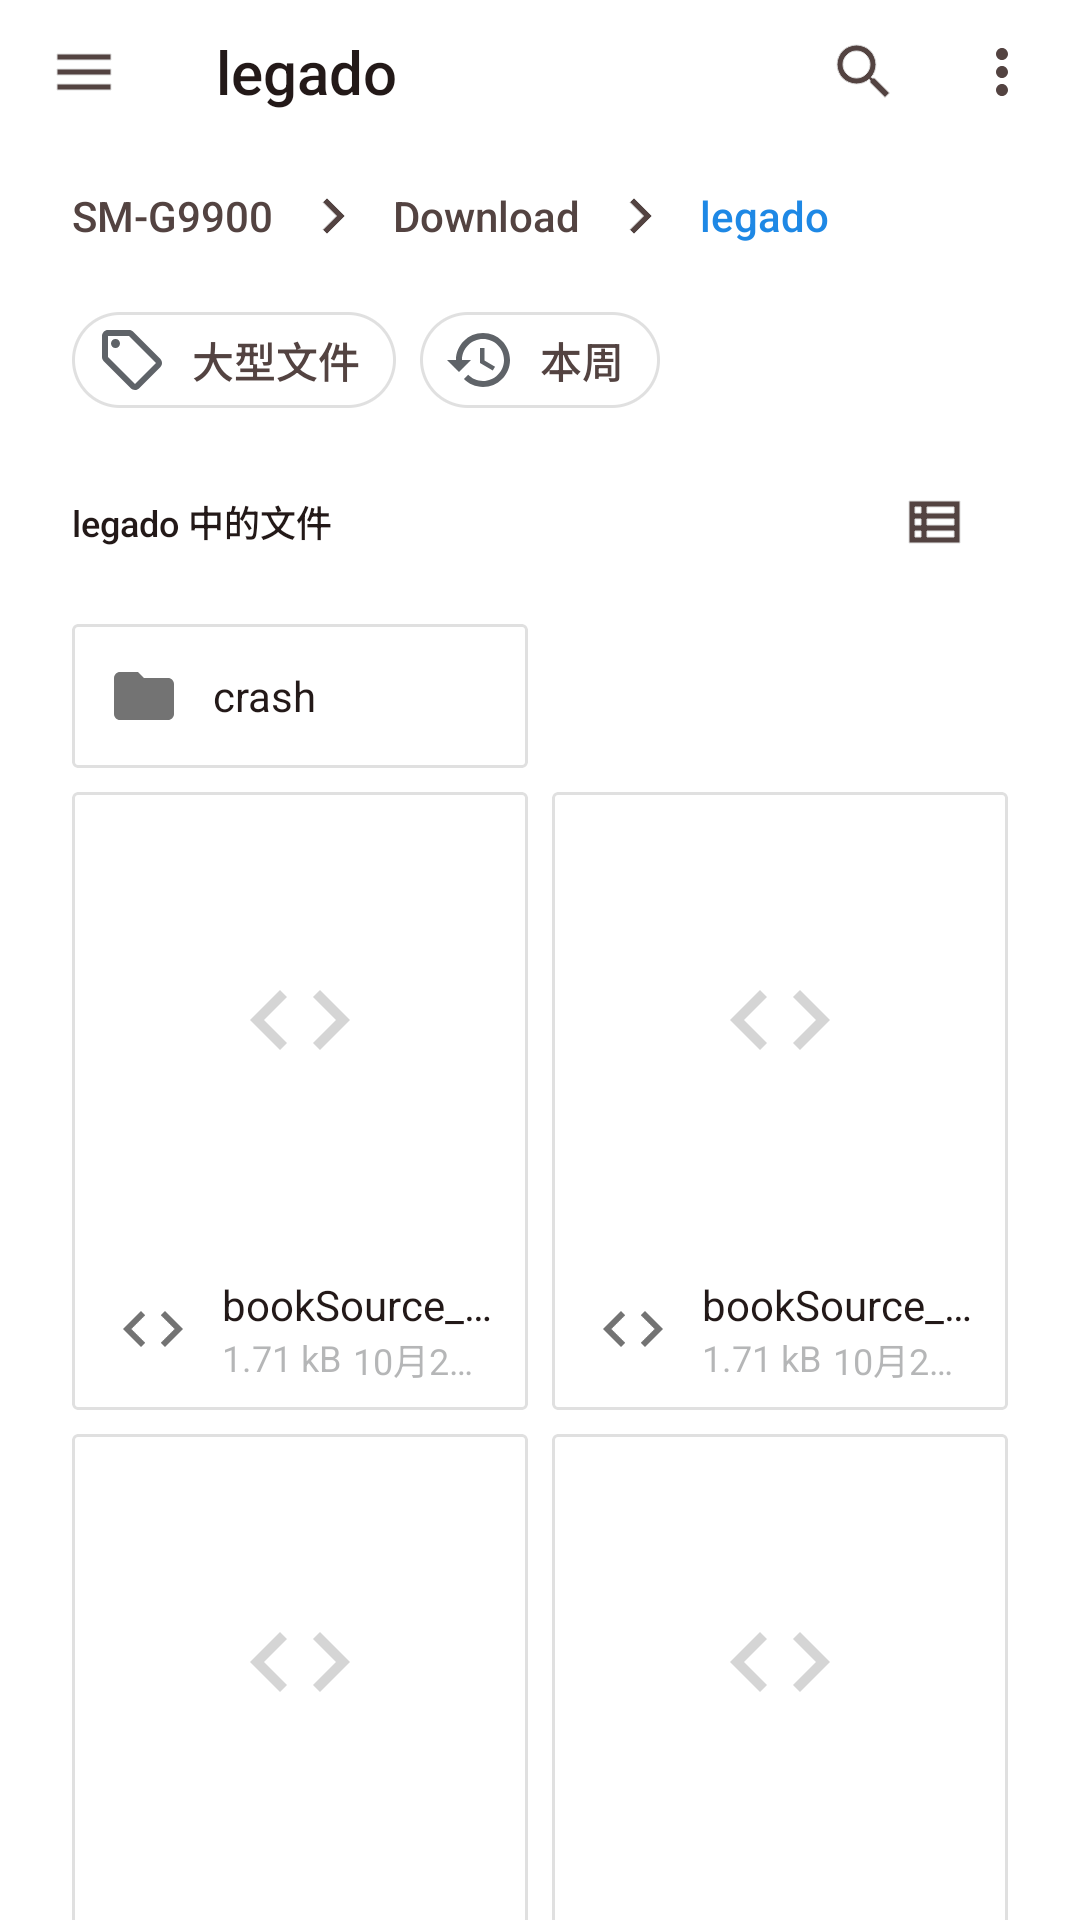 legado
SM-G9900 Download legado
大型文件 本周
legado 中的文件
crash
bookSource_...
1.71 kB 10月2...
bookSource_...
1.71 kB 10月2...